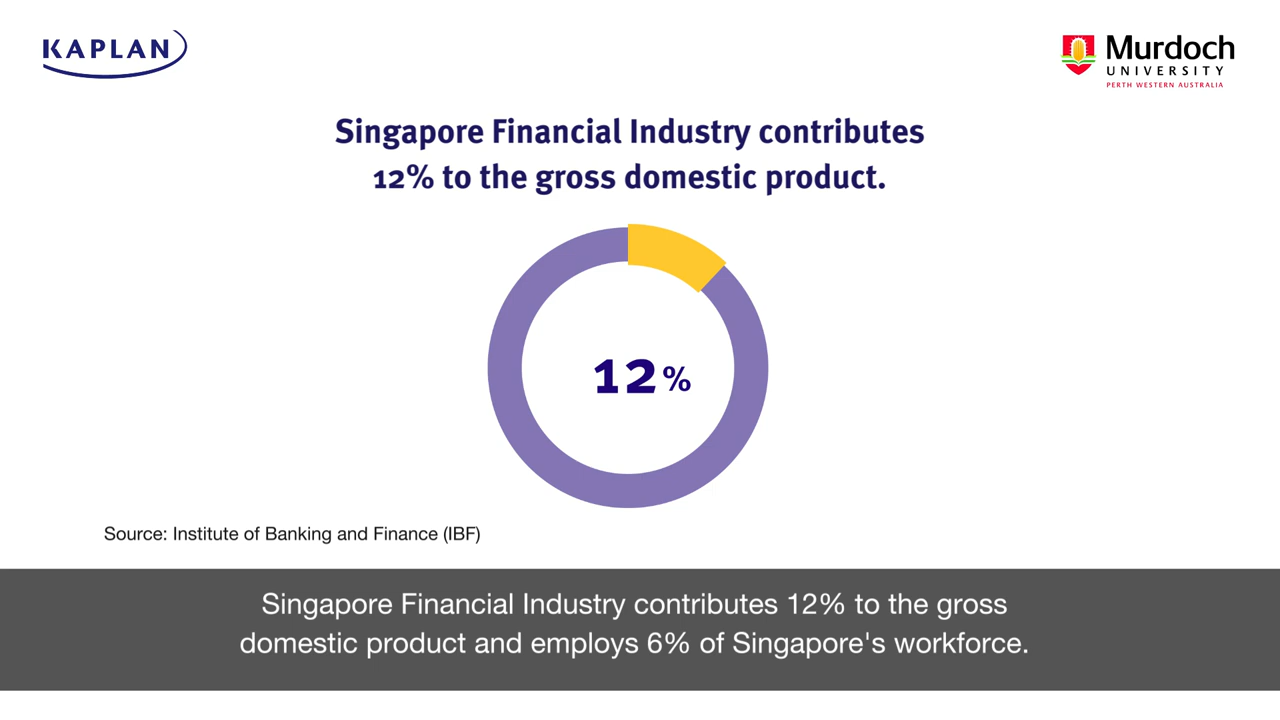 KAPLAN
Murdoch
UNIVERSITY
PERTH WESTERN AUSTRALIA
Singapore Financial Industry contributes
12% to the gross domestic product.
12%
Source: Institute of Banking and Finance (IBF)
Singapore Financial Industry contributes 12% to the gross
domestic product and employs 6% of Singapore's workforce.